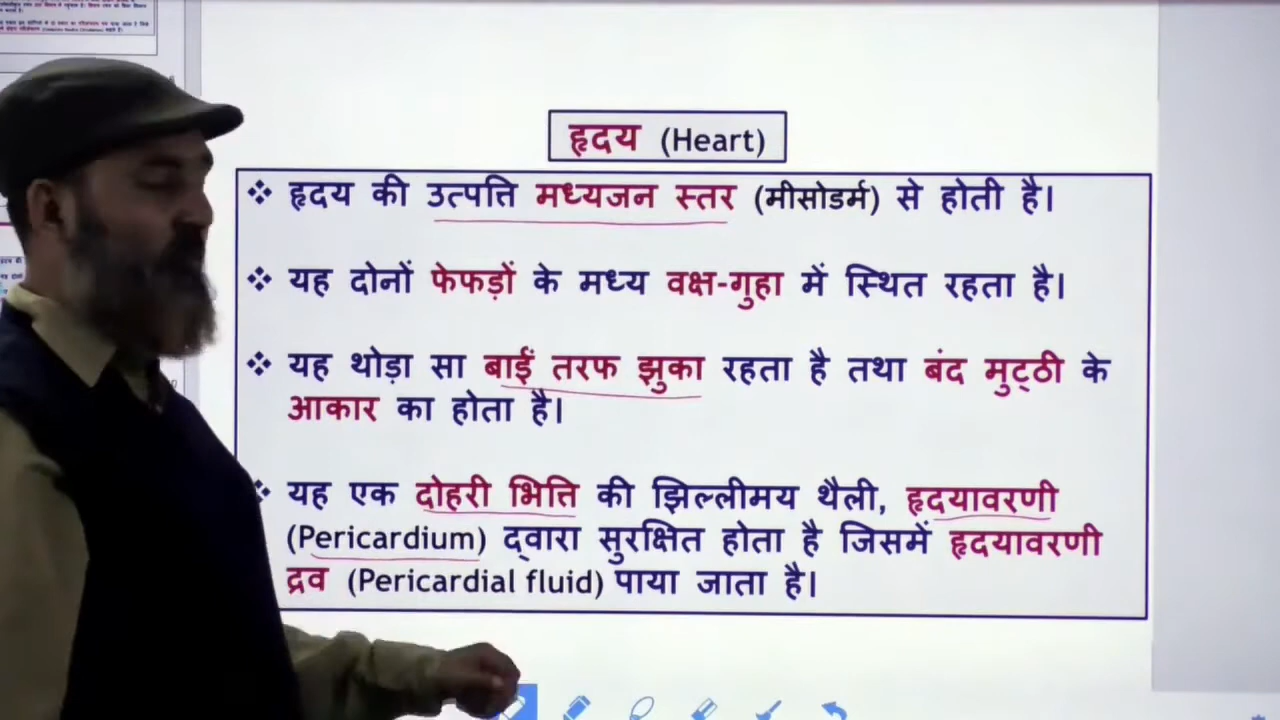 हृदय (Heart)
❖ हृदय की उत्पत्ति मध्यजन स्तर (मीसोडर्म) से होती है।
❖ यह दोनों फेफड़ों के मध्य वक्ष-गुहा में स्थित रहता है।
❖ यह थोड़ा सा बाईं तरफ झुका रहता है तथा बंद मुट्ठी के
आकार का होता है।
❖ यह एक दोहरी भित्ति की झिल्लीमय थैली, हृदयावरणी
(Pericardium) द्वारा सुरक्षित होता है जिसमें हृदयावरणी
द्रव (Pericardial fluid) पाया जाता है।